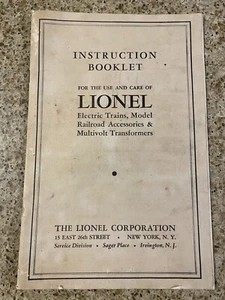 INSTRUCTION
BOOKLET
FOR THE USE AND CARE OF
LIONEL
Electric Trains, Model
Railroad Accessories &
Multivolt Transformers
THE LIONEL CORPORATION
15 EAST 26th STREET • NEW YORK, N. Y.
Service Division • Sager Place • Irvington, N. J.